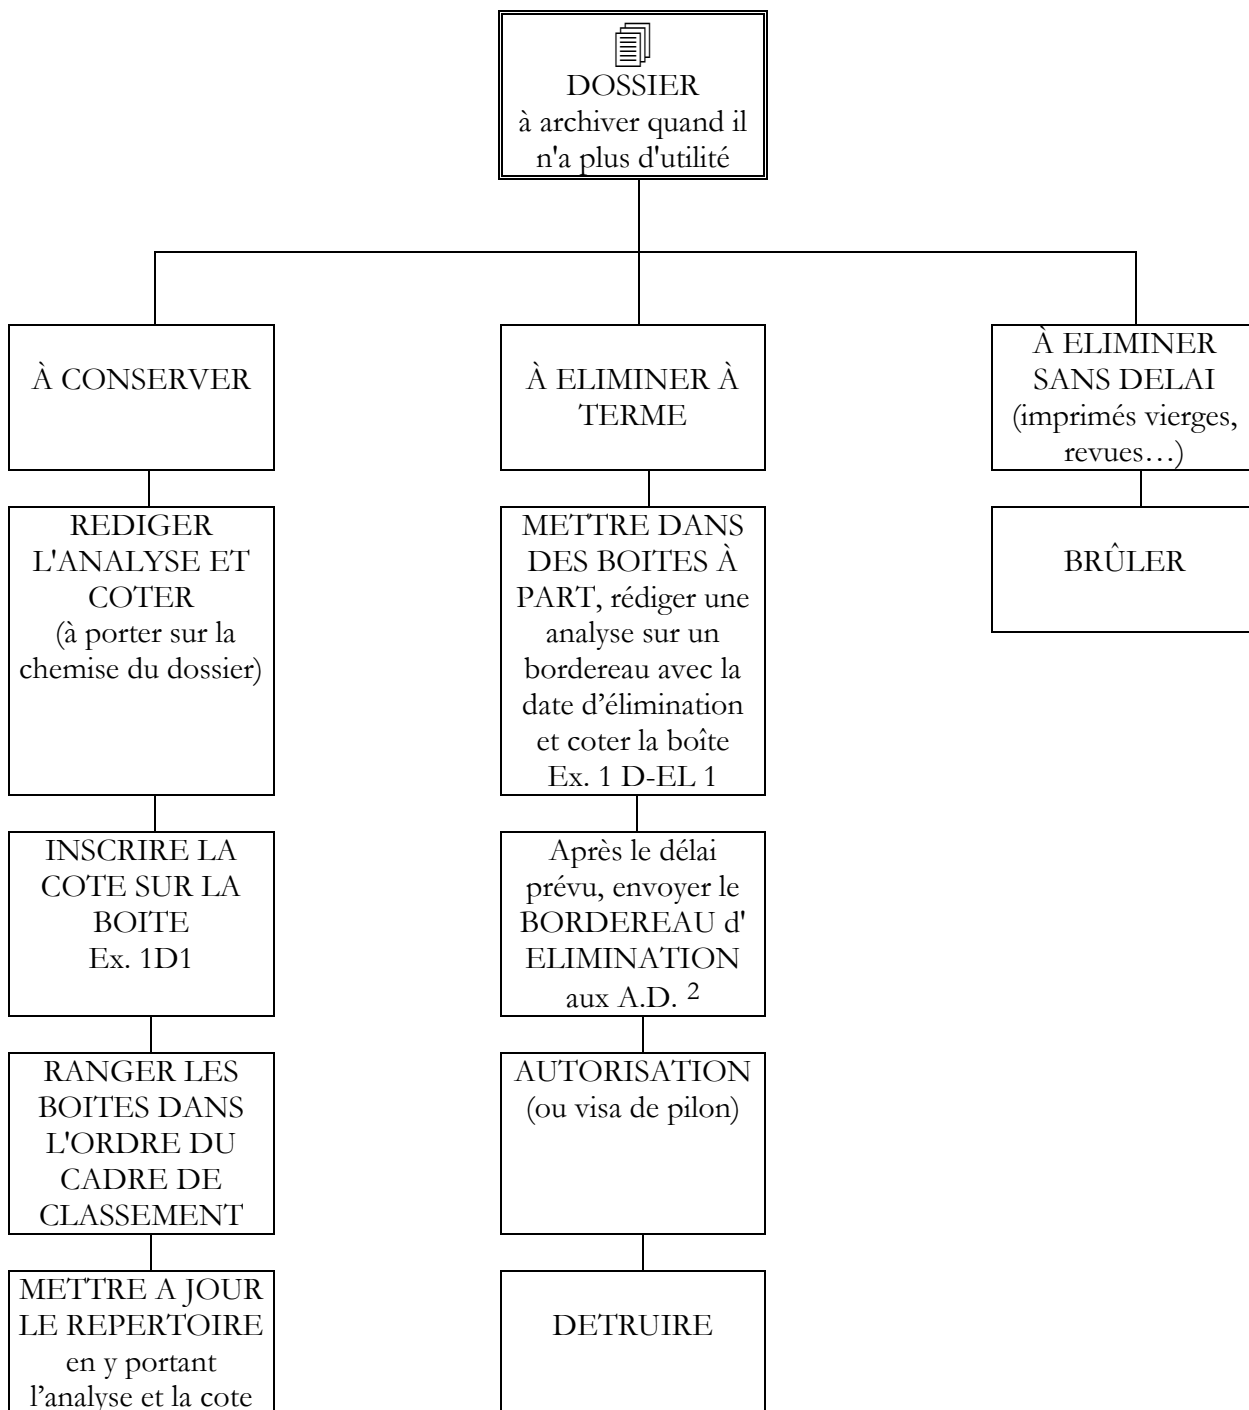 DOSSIER
à archiver quand il
n'a plus d'utilité
À CONSERVER
REDIGER
L'ANALYSE ET
COTER
(à porter sur la
chemise du dossier)
INSCRIRE LA
COTE SUR LA
BOITE
Ex. 1D1
RANGER LES
BOITES DANS
L'ORDRE DU
CADRE DE
CLASSEMENT
METTRE A JOUR
LE REPERTOIRE
en y portant
l’analyse et la cote
À ELIMINER À
TERME
METTRE DANS
DES BOITES À
PART, rédiger une
analyse sur un
bordereau avec la
date d’élimination
et coter la boîte
Ex. 1 D-EL 1
Après le délai
prévu, envoyer le
BORDEREAU d'
ELIMINATION
aux A.D. 2
AUTORISATION
(ou visa de pilon)
DETRUIRE
À ELIMINER
SANS DELAI
(imprimés vierges,
revues…)
BRÛLER